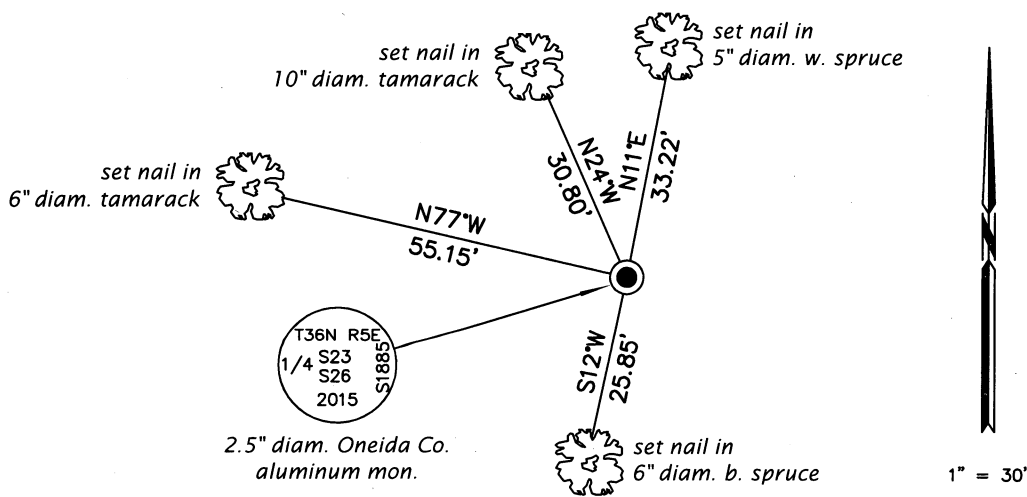 set nail in
10" diam. tamarack
set nail in
5" diam. w. spruce
set nail in
6" diam. tamarack
N77°W
55.15'
N24°W
30.80'
N11°E
33.22'
T36N R5E
1/4 S23
S26
2015
S1885
2.5" diam. Oneida Co.
aluminum mon.
S12°W
25.85'
set nail in
6" diam. b. spruce
N
1" = 30'